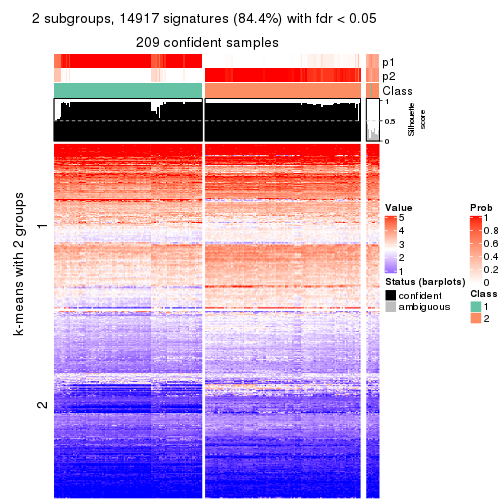 2 subgroups, 14917 signatures (84.4%) with fdr < 0.05
209 confident samples
p1
p2
Class
1
0.5
0
Silhouette
score
k-means with 2 groups
1
2
Value
5
4
3
2
1
Status (barplots)
confident
ambiguous
Prob
1
0.8
0.6
0.4
0.2
0
Class
1
2